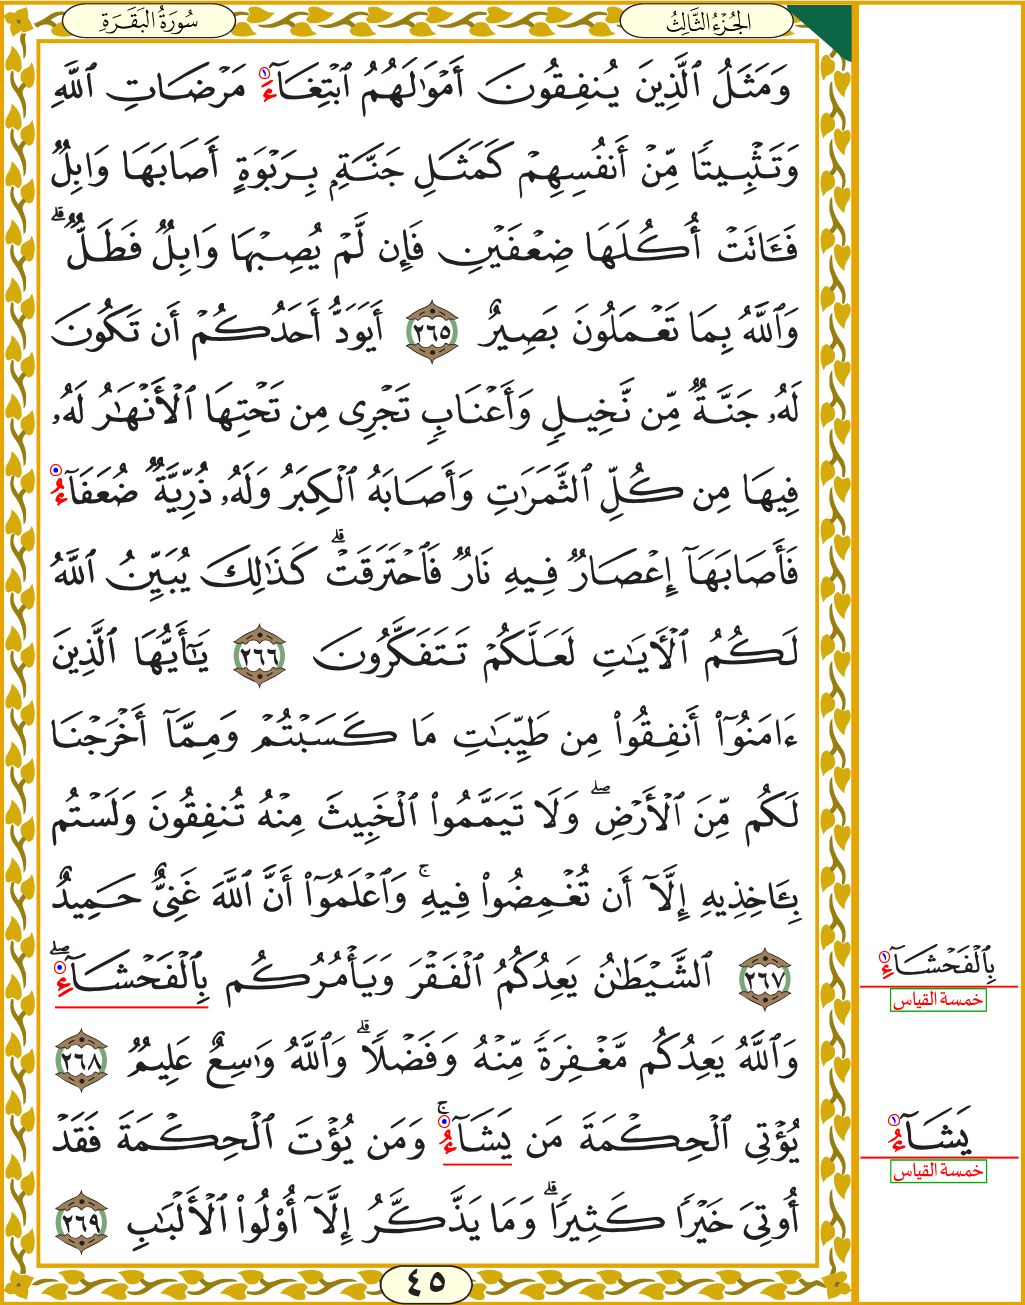 الجُزْءُ الثَّالِثُ
سُورَةُ البَقَرَةِ
وَمَثَلُ ٱلَّذِينَ يُنفِقُونَ أَمْوَٰلَهُمُ ٱبْتِغَآءَ مَرْضَاتِ ٱللَّهِ
وَتَثْبِيتًا مِّنْ أَنفُسِهِمْ كَمَثَلِ جَنَّةٍۭ بِرَبْوَةٍ أَصَابَهَا وَابِلٌ
فَـَٔاتَتْ أُكُلَهَا ضِعْفَيْنِ فَإِن لَّمْ يُصِبْهَا وَابِلٌ فَطَلٌّ ۗ
وَٱللَّهُ بِمَا تَعْمَلُونَ بَصِيرٌ ٢٦٥ أَيَوَدُّ أَحَدُكُمْ أَن تَكُونَ
لَهُۥ جَنَّةٌ مِّن نَّخِيلٍ وَأَعْنَابٍ تَجْرِى مِن تَحْتِهَا ٱلْأَنْهَٰرُ لَهُۥ
فِيهَا مِن كُلِّ ٱلثَّمَرَٰتِ وَأَصَابَهُ ٱلْكِبَرُ وَلَهُۥ ذُرِّيَّةٌ ضُعَفَآءُ
فَأَصَابَهَآ إِعْصَارٌ فِيهِ نَارٌ فَٱحْتَرَقَتْ ۗ كَذَٰلِكَ يُبَيِّنُ ٱللَّهُ
لَكُمُ ٱلْـَٔايَٰتِ لَعَلَّكُمْ تَتَفَكَّرُونَ ٢٦٦ يَٰٓأَيُّهَا ٱلَّذِينَ
ءَامَنُوٓا۟ أَنفِقُوا۟ مِن طَيِّبَٰتِ مَا كَسَبْتُمْ وَمِمَّآ أَخْرَجْنَا
لَكُم مِّنَ ٱلْأَرْضِ ۖ وَلَا تَيَمَّمُوا۟ ٱلْخَبِيثَ مِنْهُ تُنفِقُونَ وَلَسْتُم
بِـَٔاخِذِيهِ إِلَّآ أَن تُغْمِضُوا۟ فِيهِ ۚ وَٱعْلَمُوٓا۟ أَنَّ ٱللَّهَ غَنِىٌّ حَمِيدٌ
٢٦٧ ٱلشَّيْطَٰنُ يَعِدُكُمُ ٱلْفَقْرَ وَيَأْمُرُكُم بِٱلْفَحْشَآءِ ۖ
وَٱللَّهُ يَعِدُكُم مَّغْفِرَةً مِّنْهُ وَفَضْلًا ۗ وَٱللَّهُ وَٰسِعٌ عَلِيمٌ ٢٦٨
يُؤْتِى ٱلْحِكْمَةَ مَن يَشَآءُ ۚ وَمَن يُؤْتَ ٱلْحِكْمَةَ فَقَدْ
أُوتِىَ خَيْرًا كَثِيرًا ۗ وَمَا يَذَّكَّرُ إِلَّآ أُو۟لُوا۟ ٱلْأَلْبَٰبِ ٢٦٩
٤٥
بِٱلْفَحْشَآءِ ١
خمسة القياس
يَشَآءُ ١
خمسة القياس